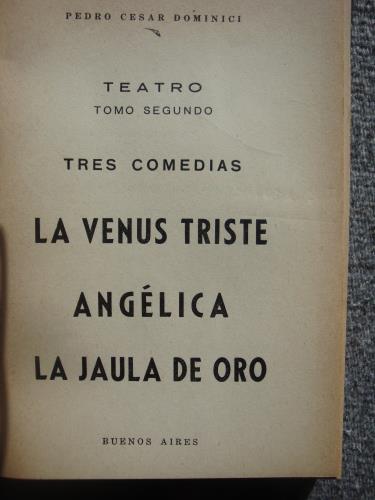 PEDRO CESAR DOMINICI
TEATRO
TOMO SEGUNDO
TRES COMEDIAS
LA VENUS TRISTE
ANGÉLICA
LA JAULA DE ORO
BUENOS AIRES